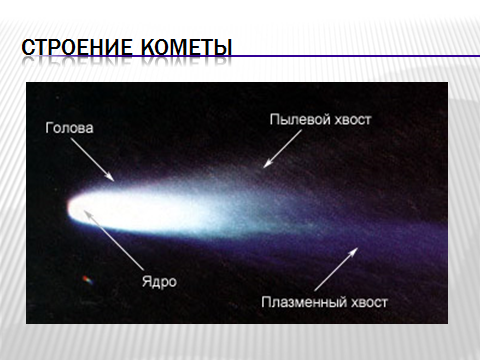 СТРОЕНИЕ КОМЕТЫ
Голова
Пылевой хвост
Ядро
Плазменный хвост